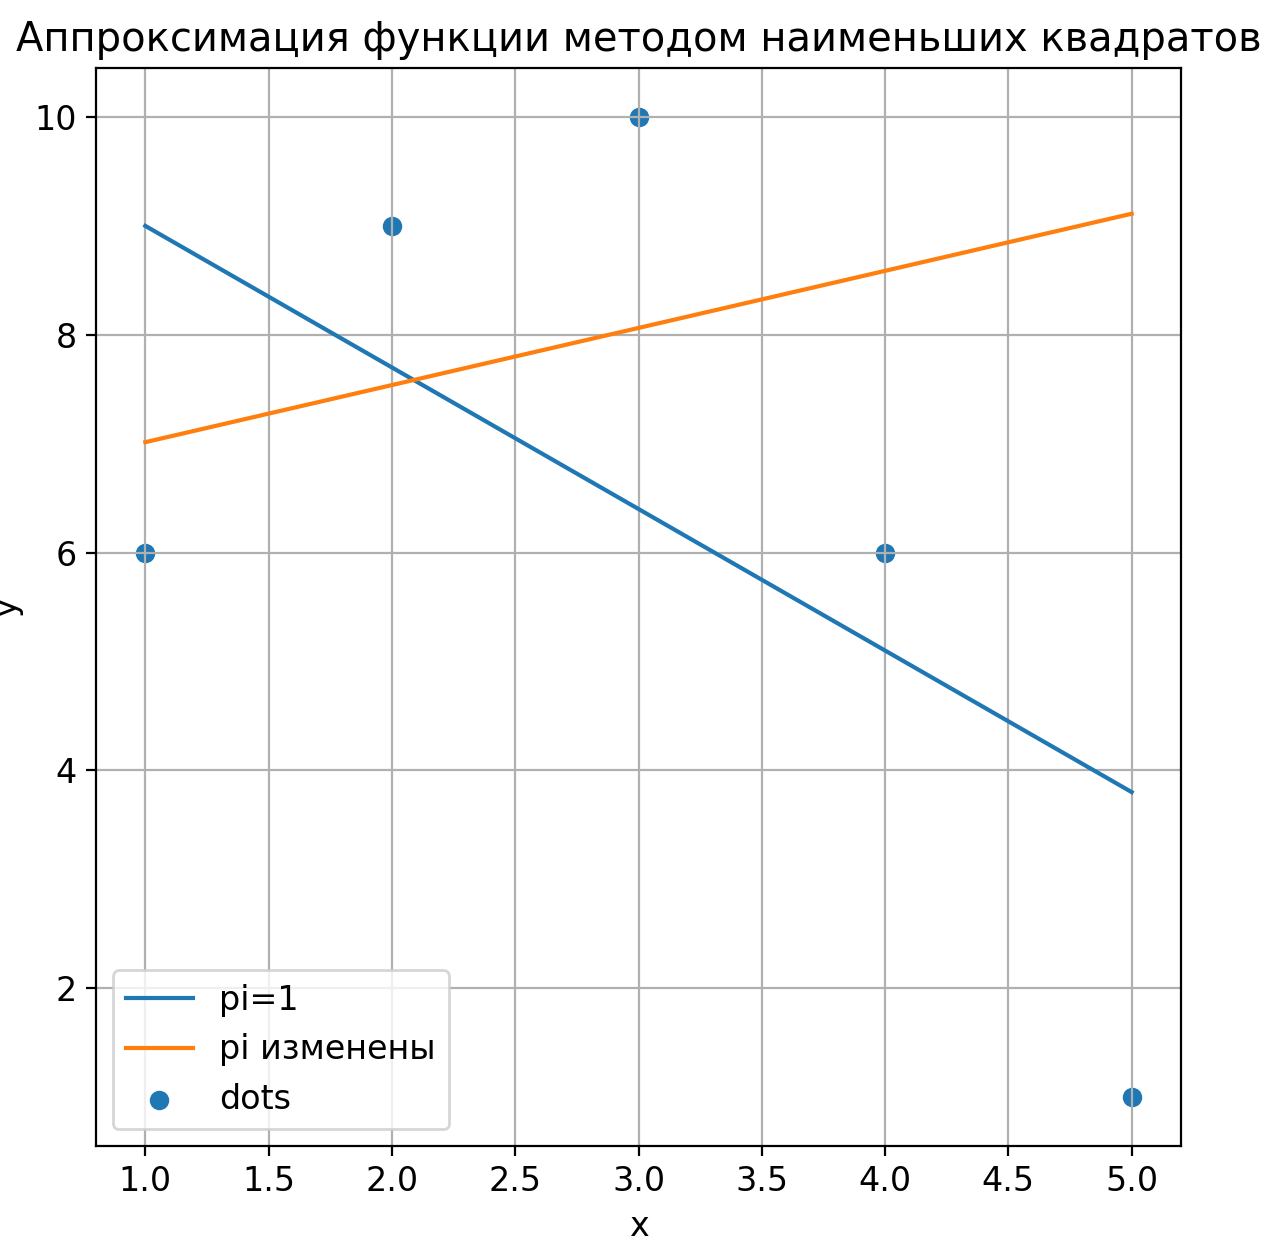 Аппроксимация функции методом наименьших квадратов
10
8
6
4
2
y
pi=1
pi изменены
dots
1.0 1.5 2.0 2.5 3.0 3.5 4.0 4.5 5.0
x